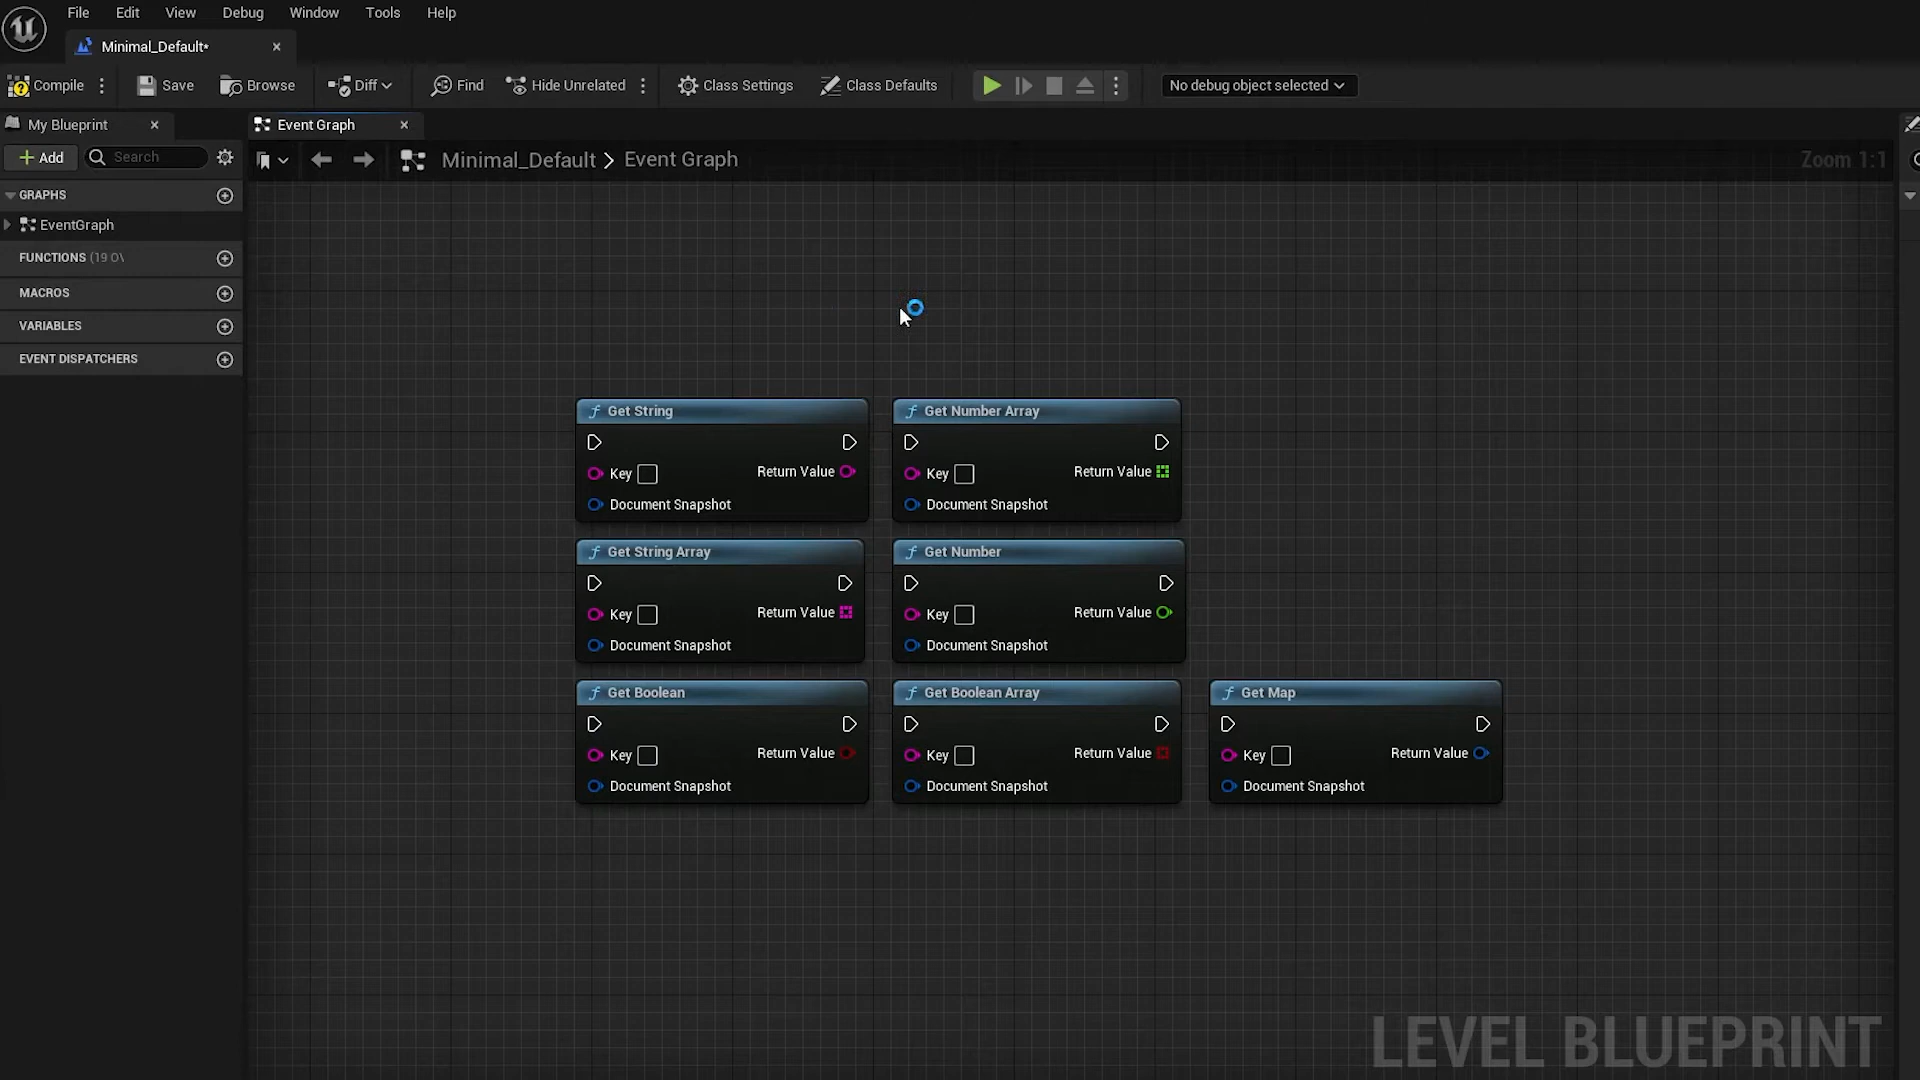 File Edit View Debug Window Tools Help
Minimal_Default*
Compile Save Browse Diff Find Hide Unrelated Class Settings Class Defaults No debug object selected
My Blueprint
Event Graph
Add Search
Minimal_Default > Event Graph
Zoom 1:1
GRAPHS
EventGraph
FUNCTIONS (19 O\
MACROS
VARIABLES
EVENT DISPATCHERS
f Get String
Key Return Value
Document Snapshot
f Get Number Array
Key Return Value
Document Snapshot
f Get String Array
Key Return Value
Document Snapshot
f Get Number
Key Return Value
Document Snapshot
f Get Boolean
Key Return Value
Document Snapshot
f Get Boolean Array
Key Return Value
Document Snapshot
f Get Map
Key Return Value
Document Snapshot
LEVEL BLUEPRINT